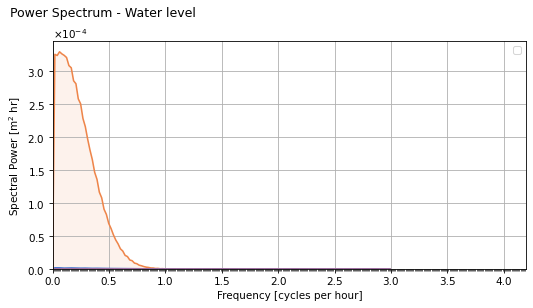 Power Spectrum - Water level
×10⁻⁴
3.0
2.5
2.0
1.5
1.0
0.5
0.0
Spectral Power [m² hr]
0.0 0.5 1.0 1.5 2.0 2.5 3.0 3.5 4.0
Frequency [cycles per hour]